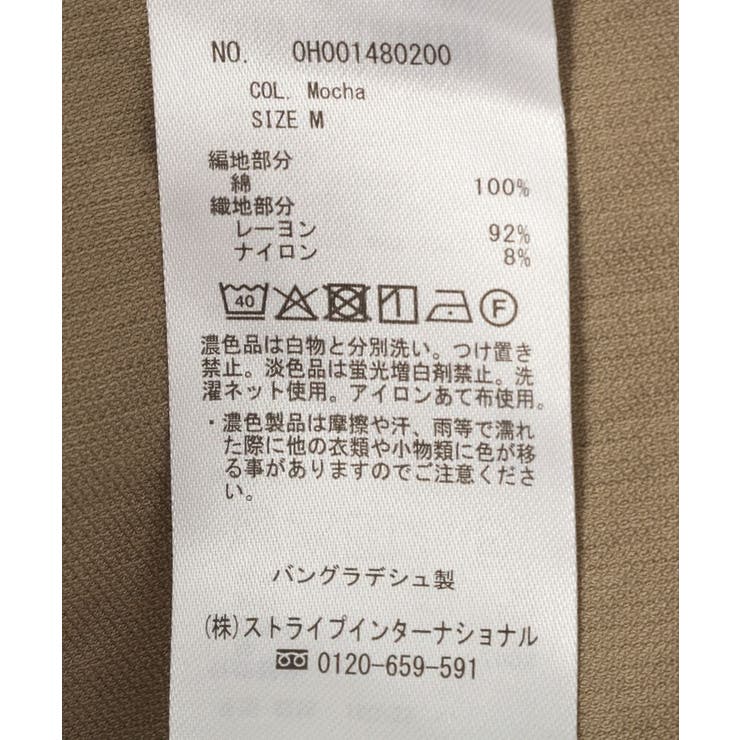 NO. 0H001480200
COL. Mocha
SIZE M
編地部分
綿 100%
織地部分
レーヨン 92%
ナイロン 8%
40 F
濃色品は白物と分別洗い。つけ置き
禁止。淡色品は蛍光増白剤禁止。洗
濯ネット使用。アイロンあて布使用。
・濃色製品は摩擦や汗、雨等で濡れ
た際に他の衣類や小物類に色が移
る事がありますのでご注意くださ
い。
バングラデシュ製
(株)ストライプインターナショナル
0120-659-591